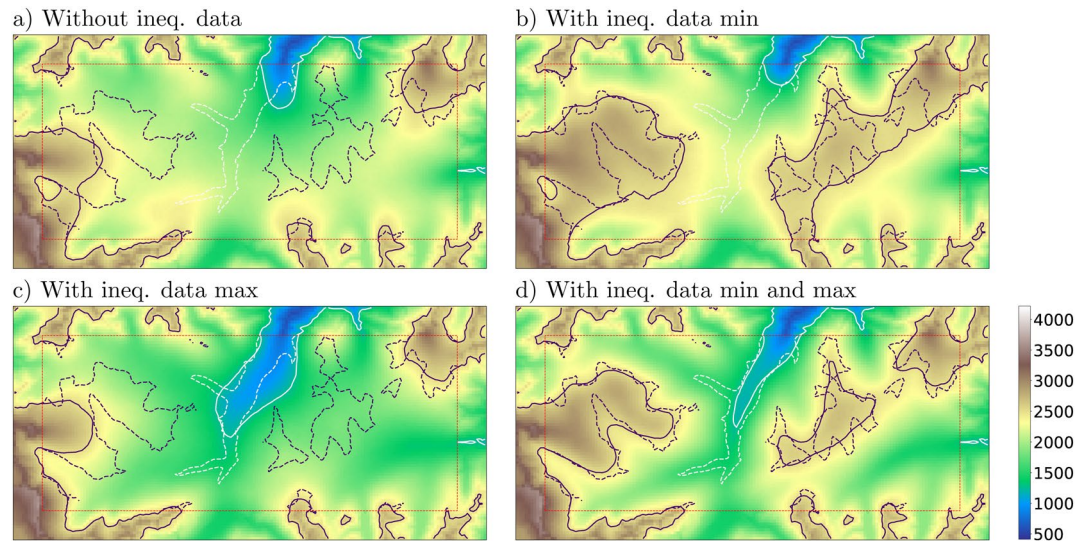 a) Without ineq. data
b) With ineq. data min
c) With ineq. data max
d) With ineq. data min and max
4000
3500
3000
2500
2000
1500
1000
500